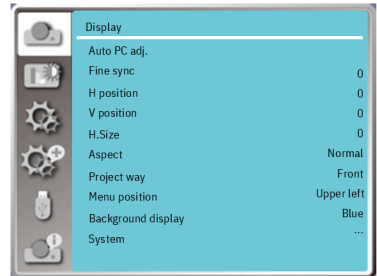 Display
Auto PC adj.
Fine sync 0
H position 0
V position 0
H.Size 0
Aspect Normal
Project way Front
Menu position Upper left
Background display Blue
System ...